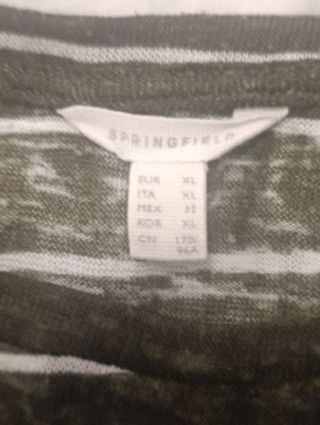 SPRINGFIELD
EUR XL
ITA XL
MEX 32
KOR XL
CN 170/
96A